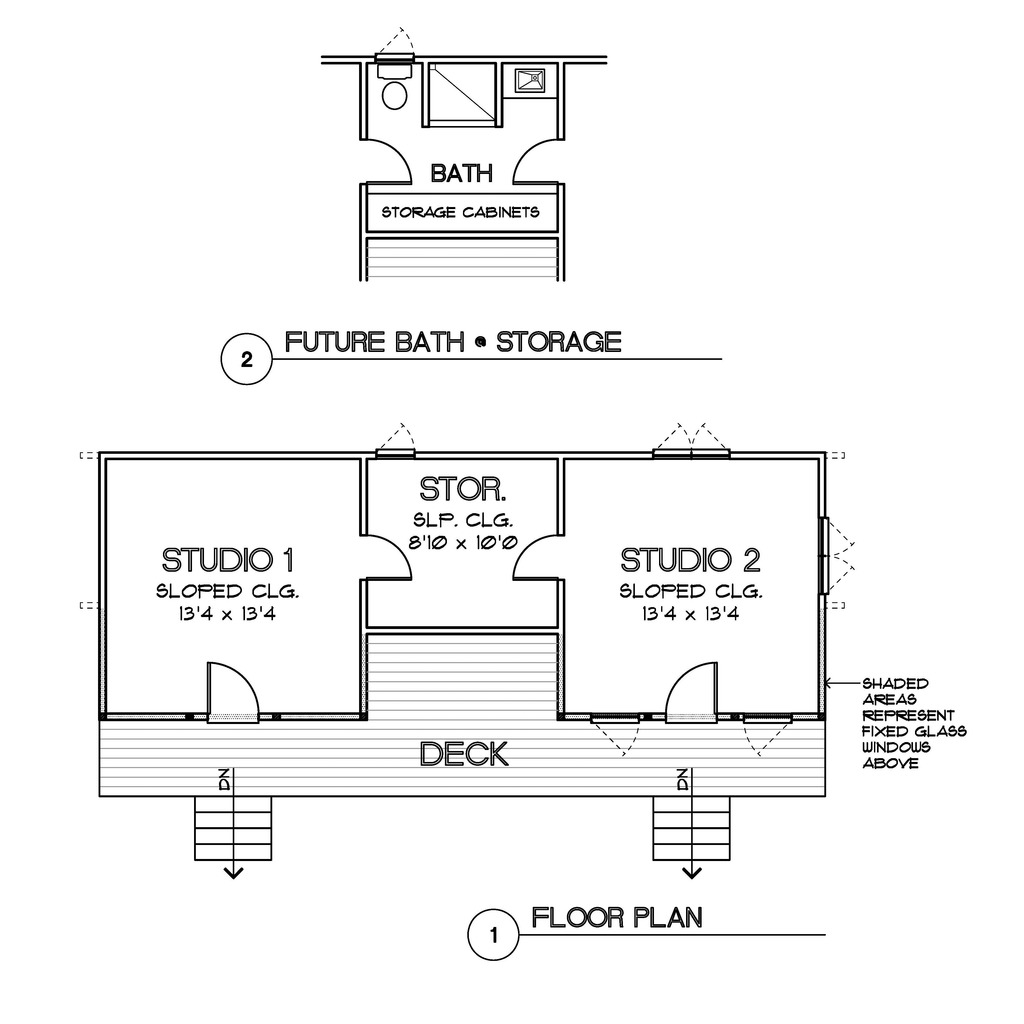 BATH
STORAGE CABINETS
2
FUTURE BATH @ STORAGE
STOR.
SLP. CLG.
8'10 x 10'0
STUDIO 1
SLOPED CLG.
13'4 x 13'4
STUDIO 2
SLOPED CLG.
13'4 x 13'4
SHADED
AREAS
REPRESENT
FIXED GLASS
WINDOWS
ABOVE
DECK
DN
DN
1
FLOOR PLAN